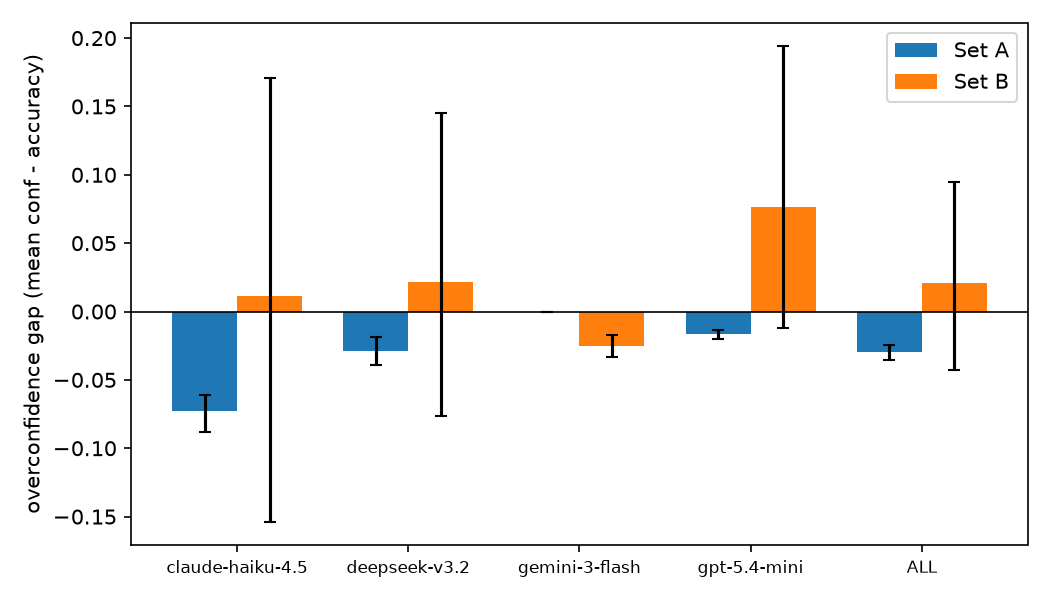 overconfidence gap (mean conf - accuracy)
0.20
0.15
0.10
0.05
0.00
−0.05
−0.10
−0.15
Set A
Set B
claude-haiku-4.5
deepseek-v3.2
gemini-3-flash
gpt-5.4-mini
ALL